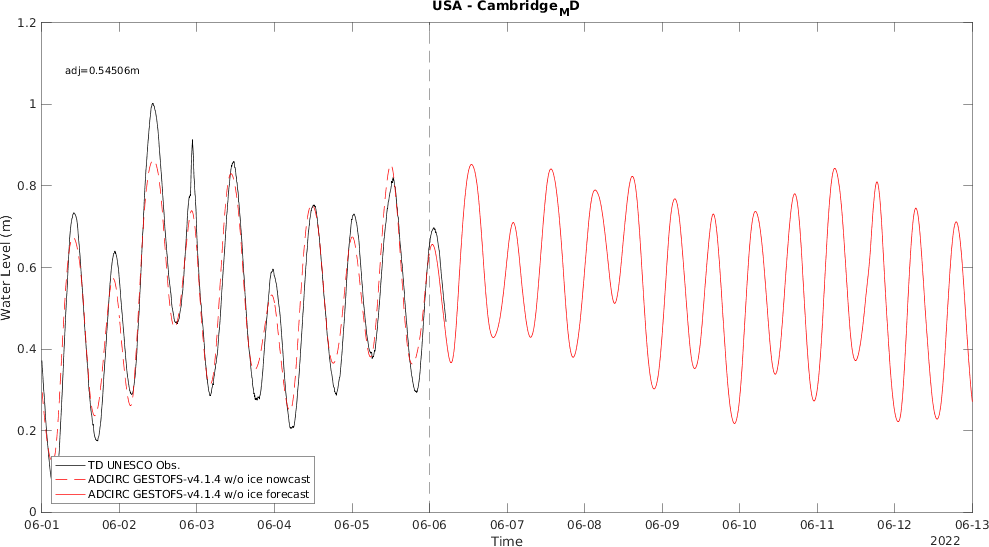 USA - Cambridge_MD
1.2
adj=0.54506m
1
0.8
0.6
0.4
0.2
0
Water Level (m)
TD UNESCO Obs.
ADCIRC GESTOFS-v4.1.4 w/o ice nowcast
ADCIRC GESTOFS-v4.1.4 w/o ice forecast
06-01 06-02 06-03 06-04 06-05 06-06 06-07 06-08 06-09 06-10 06-11 06-12 06-13
Time
2022